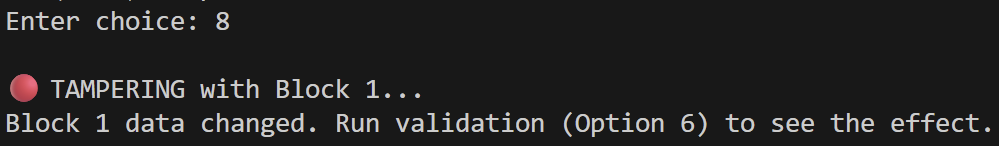 Enter choice: 8
🔴 TAMPERING with Block 1...
Block 1 data changed. Run validation (Option 6) to see the effect.